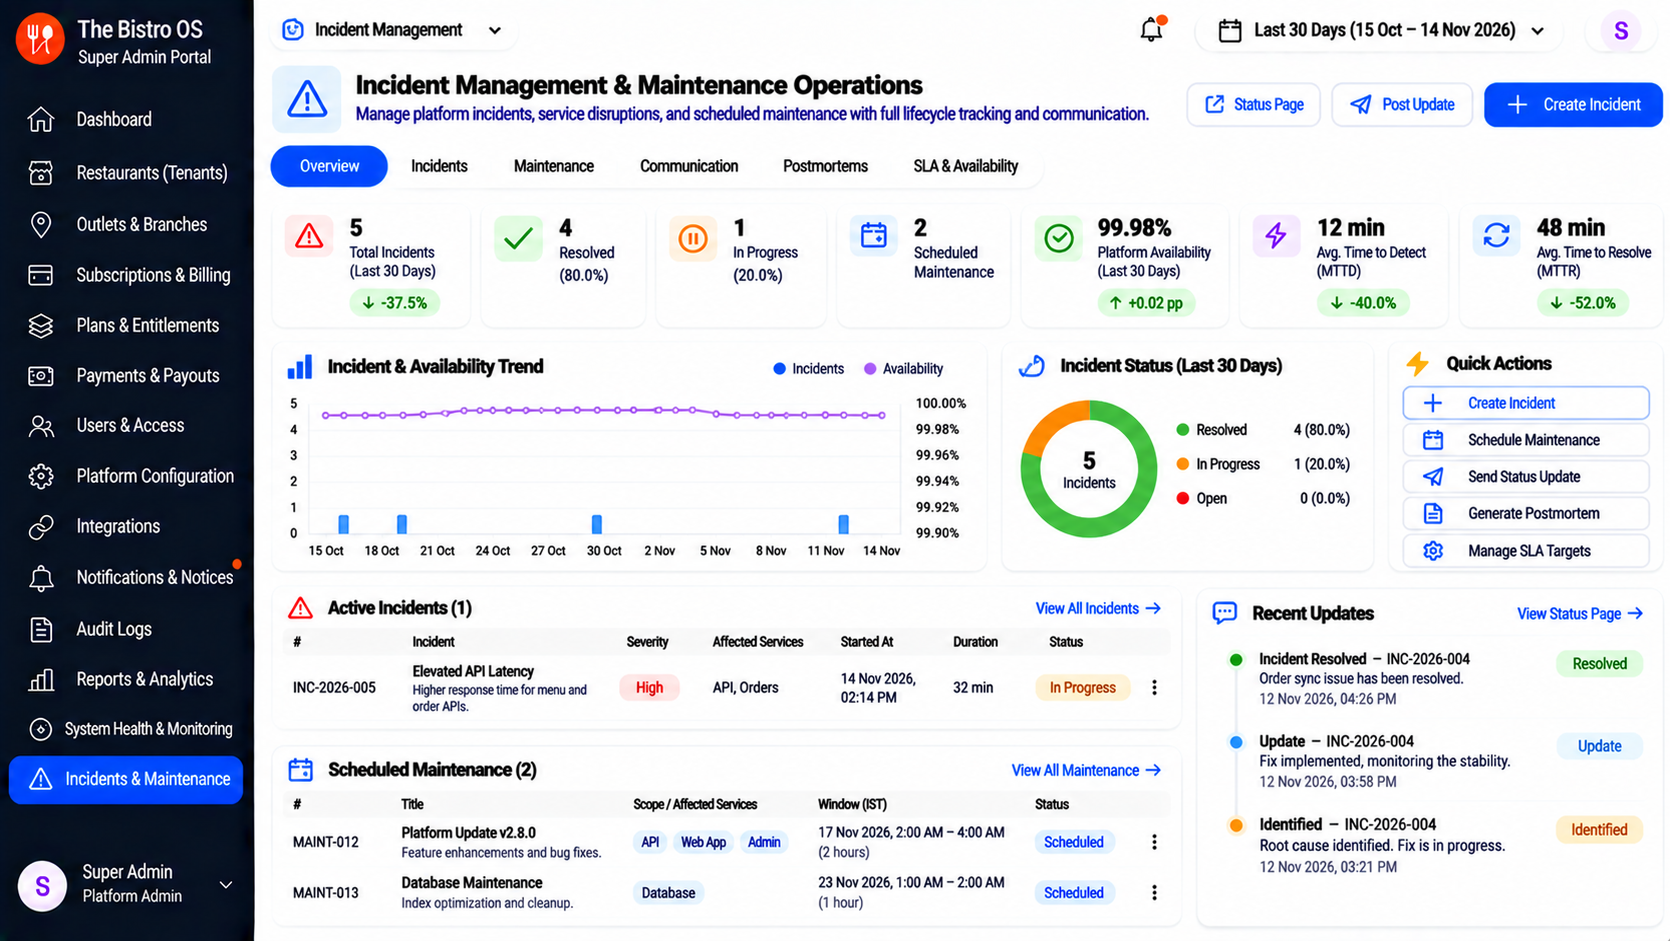 The Bistro OS
Super Admin Portal
Dashboard
Restaurants (Tenants)
Outlets & Branches
Subscriptions & Billing
Plans & Entitlements
Payments & Payouts
Users & Access
Platform Configuration
Integrations
Notifications & Notices
Audit Logs
Reports & Analytics
System Health & Monitoring
Incidents & Maintenance
S
Super Admin
Platform Admin
Incident Management
Last 30 Days (15 Oct – 14 Nov 2026)
S
Incident Management & Maintenance Operations
Manage platform incidents, service disruptions, and scheduled maintenance with full lifecycle tracking and communication.
Status Page
Post Update
Create Incident
Overview
Incidents
Maintenance
Communication
Postmortems
SLA & Availability
5
Total Incidents
(Last 30 Days)
↓ -37.5%
4
Resolved
(80.0%)
1
In Progress
(20.0%)
2
Scheduled
Maintenance
99.98%
Platform Availability
(Last 30 Days)
↑ +0.02 pp
12 min
Avg. Time to Detect
(MTTD)
↓ -40.0%
48 min
Avg. Time to Resolve
(MTTR)
↓ -52.0%
Incident & Availability Trend
Incidents
Availability
5
4
3
2
1
0
100.00%
99.98%
99.96%
99.94%
99.92%
99.90%
15 Oct
18 Oct
21 Oct
24 Oct
27 Oct
30 Oct
2 Nov
5 Nov
8 Nov
11 Nov
14 Nov
Incident Status (Last 30 Days)
5
Incidents
Resolved 4 (80.0%)
In Progress 1 (20.0%)
Open 0 (0.0%)
Quick Actions
Create Incident
Schedule Maintenance
Send Status Update
Generate Postmortem
Manage SLA Targets
Active Incidents (1)
View All Incidents →
# Incident Severity Affected Services Started At Duration Status
INC-2026-005
Elevated API Latency
Higher response time for menu and
order APIs.
High
API, Orders
14 Nov 2026,
02:14 PM
32 min
In Progress
Scheduled Maintenance (2)
View All Maintenance →
# Title Scope / Affected Services Window (IST) Status
MAINT-012
Platform Update v2.8.0
Feature enhancements and bug fixes.
API
Web App
Admin
17 Nov 2026, 2:00 AM – 4:00 AM
(2 hours)
Scheduled
MAINT-013
Database Maintenance
Index optimization and cleanup.
Database
23 Nov 2026, 1:00 AM – 2:00 AM
(1 hour)
Scheduled
Recent Updates
View Status Page →
Incident Resolved – INC-2026-004
Order sync issue has been resolved.
12 Nov 2026, 04:26 PM
Resolved
Update – INC-2026-004
Fix implemented, monitoring the stability.
12 Nov 2026, 03:58 PM
Update
Identified – INC-2026-004
Root cause identified. Fix is in progress.
12 Nov 2026, 03:21 PM
Identified